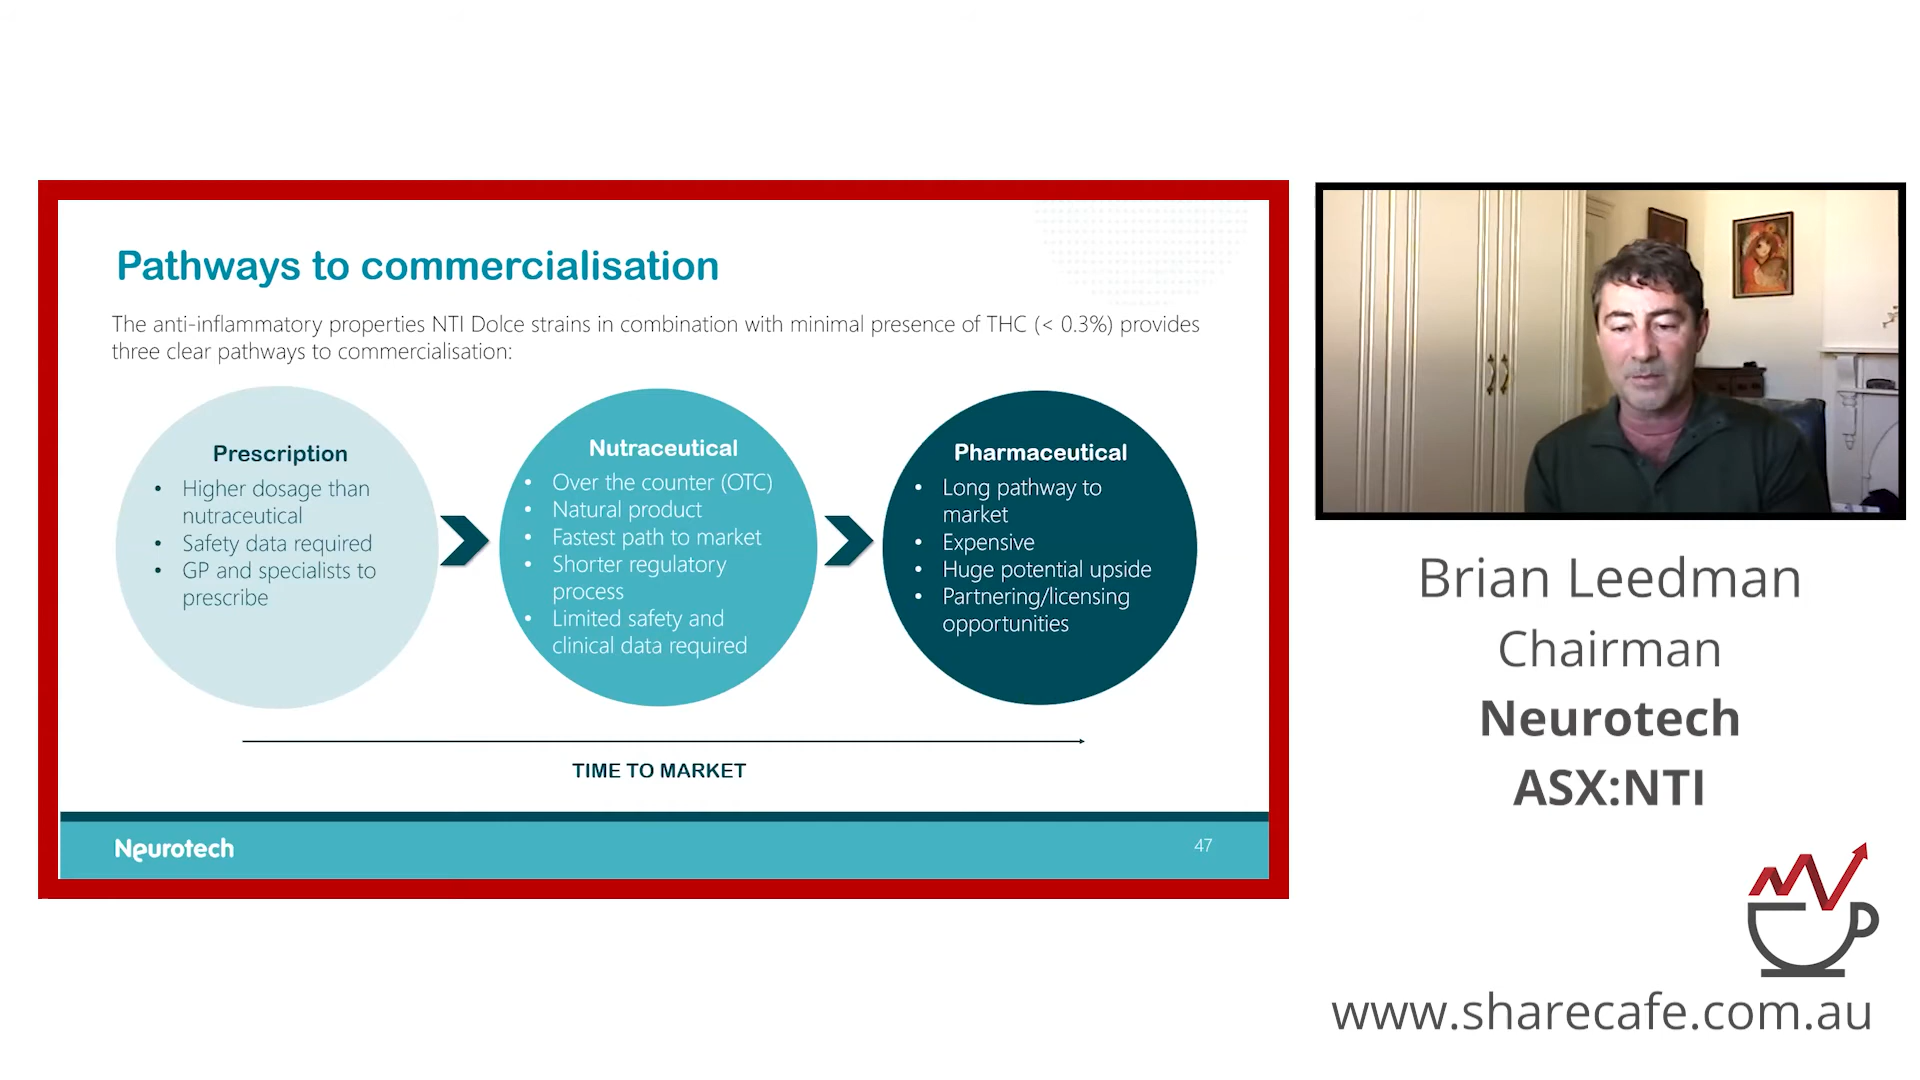 Pathways to commercialisation
The anti-inflammatory properties NTI Dolce strains in combination with minimal presence of THC (< 0.3%) provides
three clear pathways to commercialisation:
Prescription
• Higher dosage than
nutraceutical
• Safety data required
• GP and specialists to
prescribe
Nutraceutical
• Over the counter (OTC)
• Natural product
• Fastest path to market
• Shorter regulatory
process
• Limited safety and
clinical data required
Pharmaceutical
• Long pathway to
market
• Expensive
• Huge potential upside
• Partnering/licensing
opportunities
TIME TO MARKET
Neurotech
47
Brian Leedman
Chairman
Neurotech
ASX:NTI
www.sharecafe.com.au